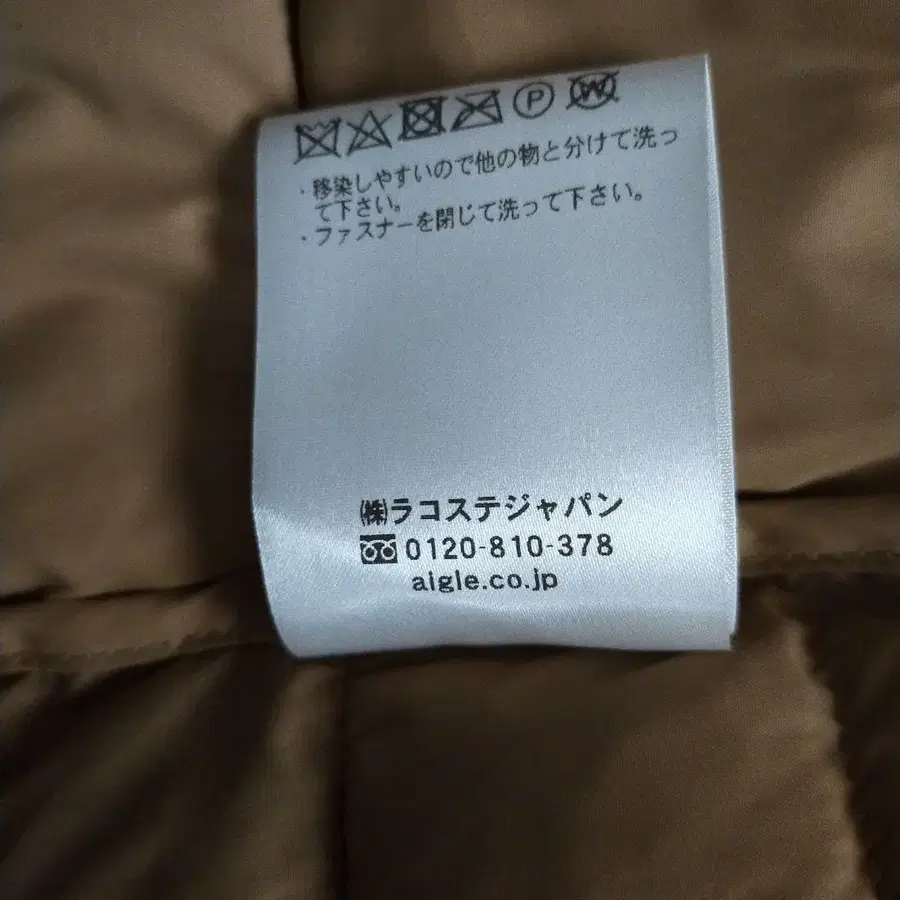 P W
・移染しやすいので他の物と分けて洗っ
て下さい。
・ファスナーを閉じて洗って下さい。
㈱ラコステジャパン
0120-810-378
aigle.co.jp